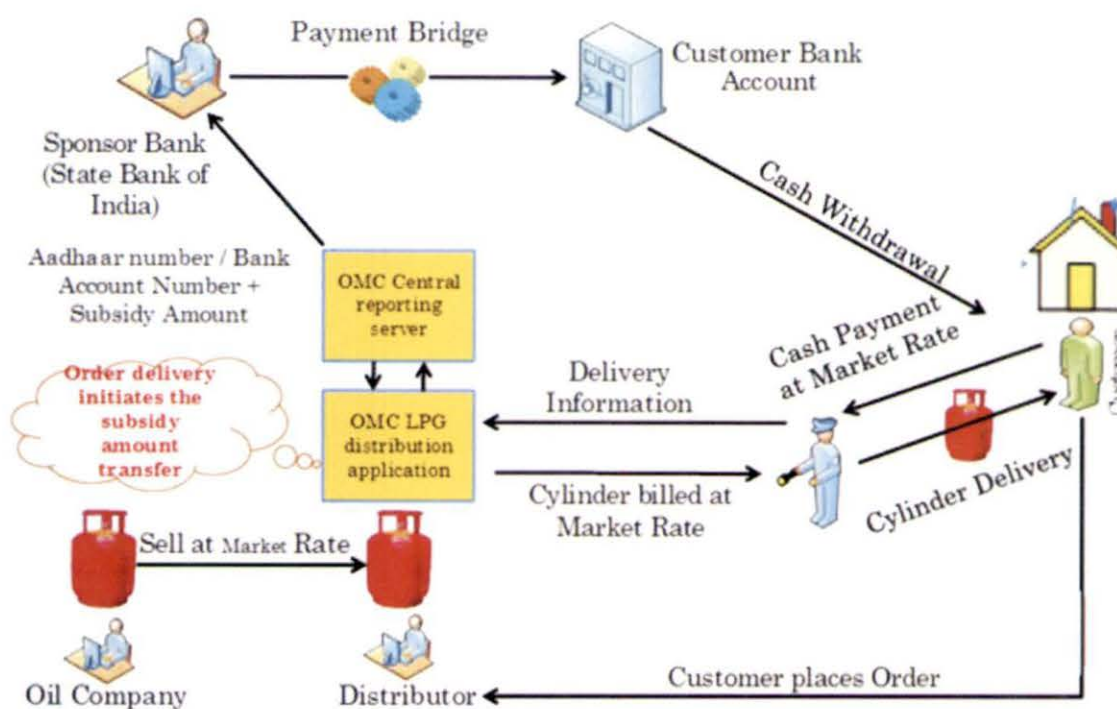 Payment Bridge
Customer Bank
Account
Sponsor Bank
(State Bank of
India)
Cash Withdrawal
Aadhaar number / Bank
Account Number +
Subsidy Amount
OMC Central
reporting
server
Cash Payment
at Market Rate
Order delivery
initiates the
subsidy
amount
transfer
Delivery
Information
OMC LPG
distribution
application
Cylinder billed at
Market Rate
Cylinder Delivery
Sell at Market Rate
Oil Company
Distributor
Customer places Order